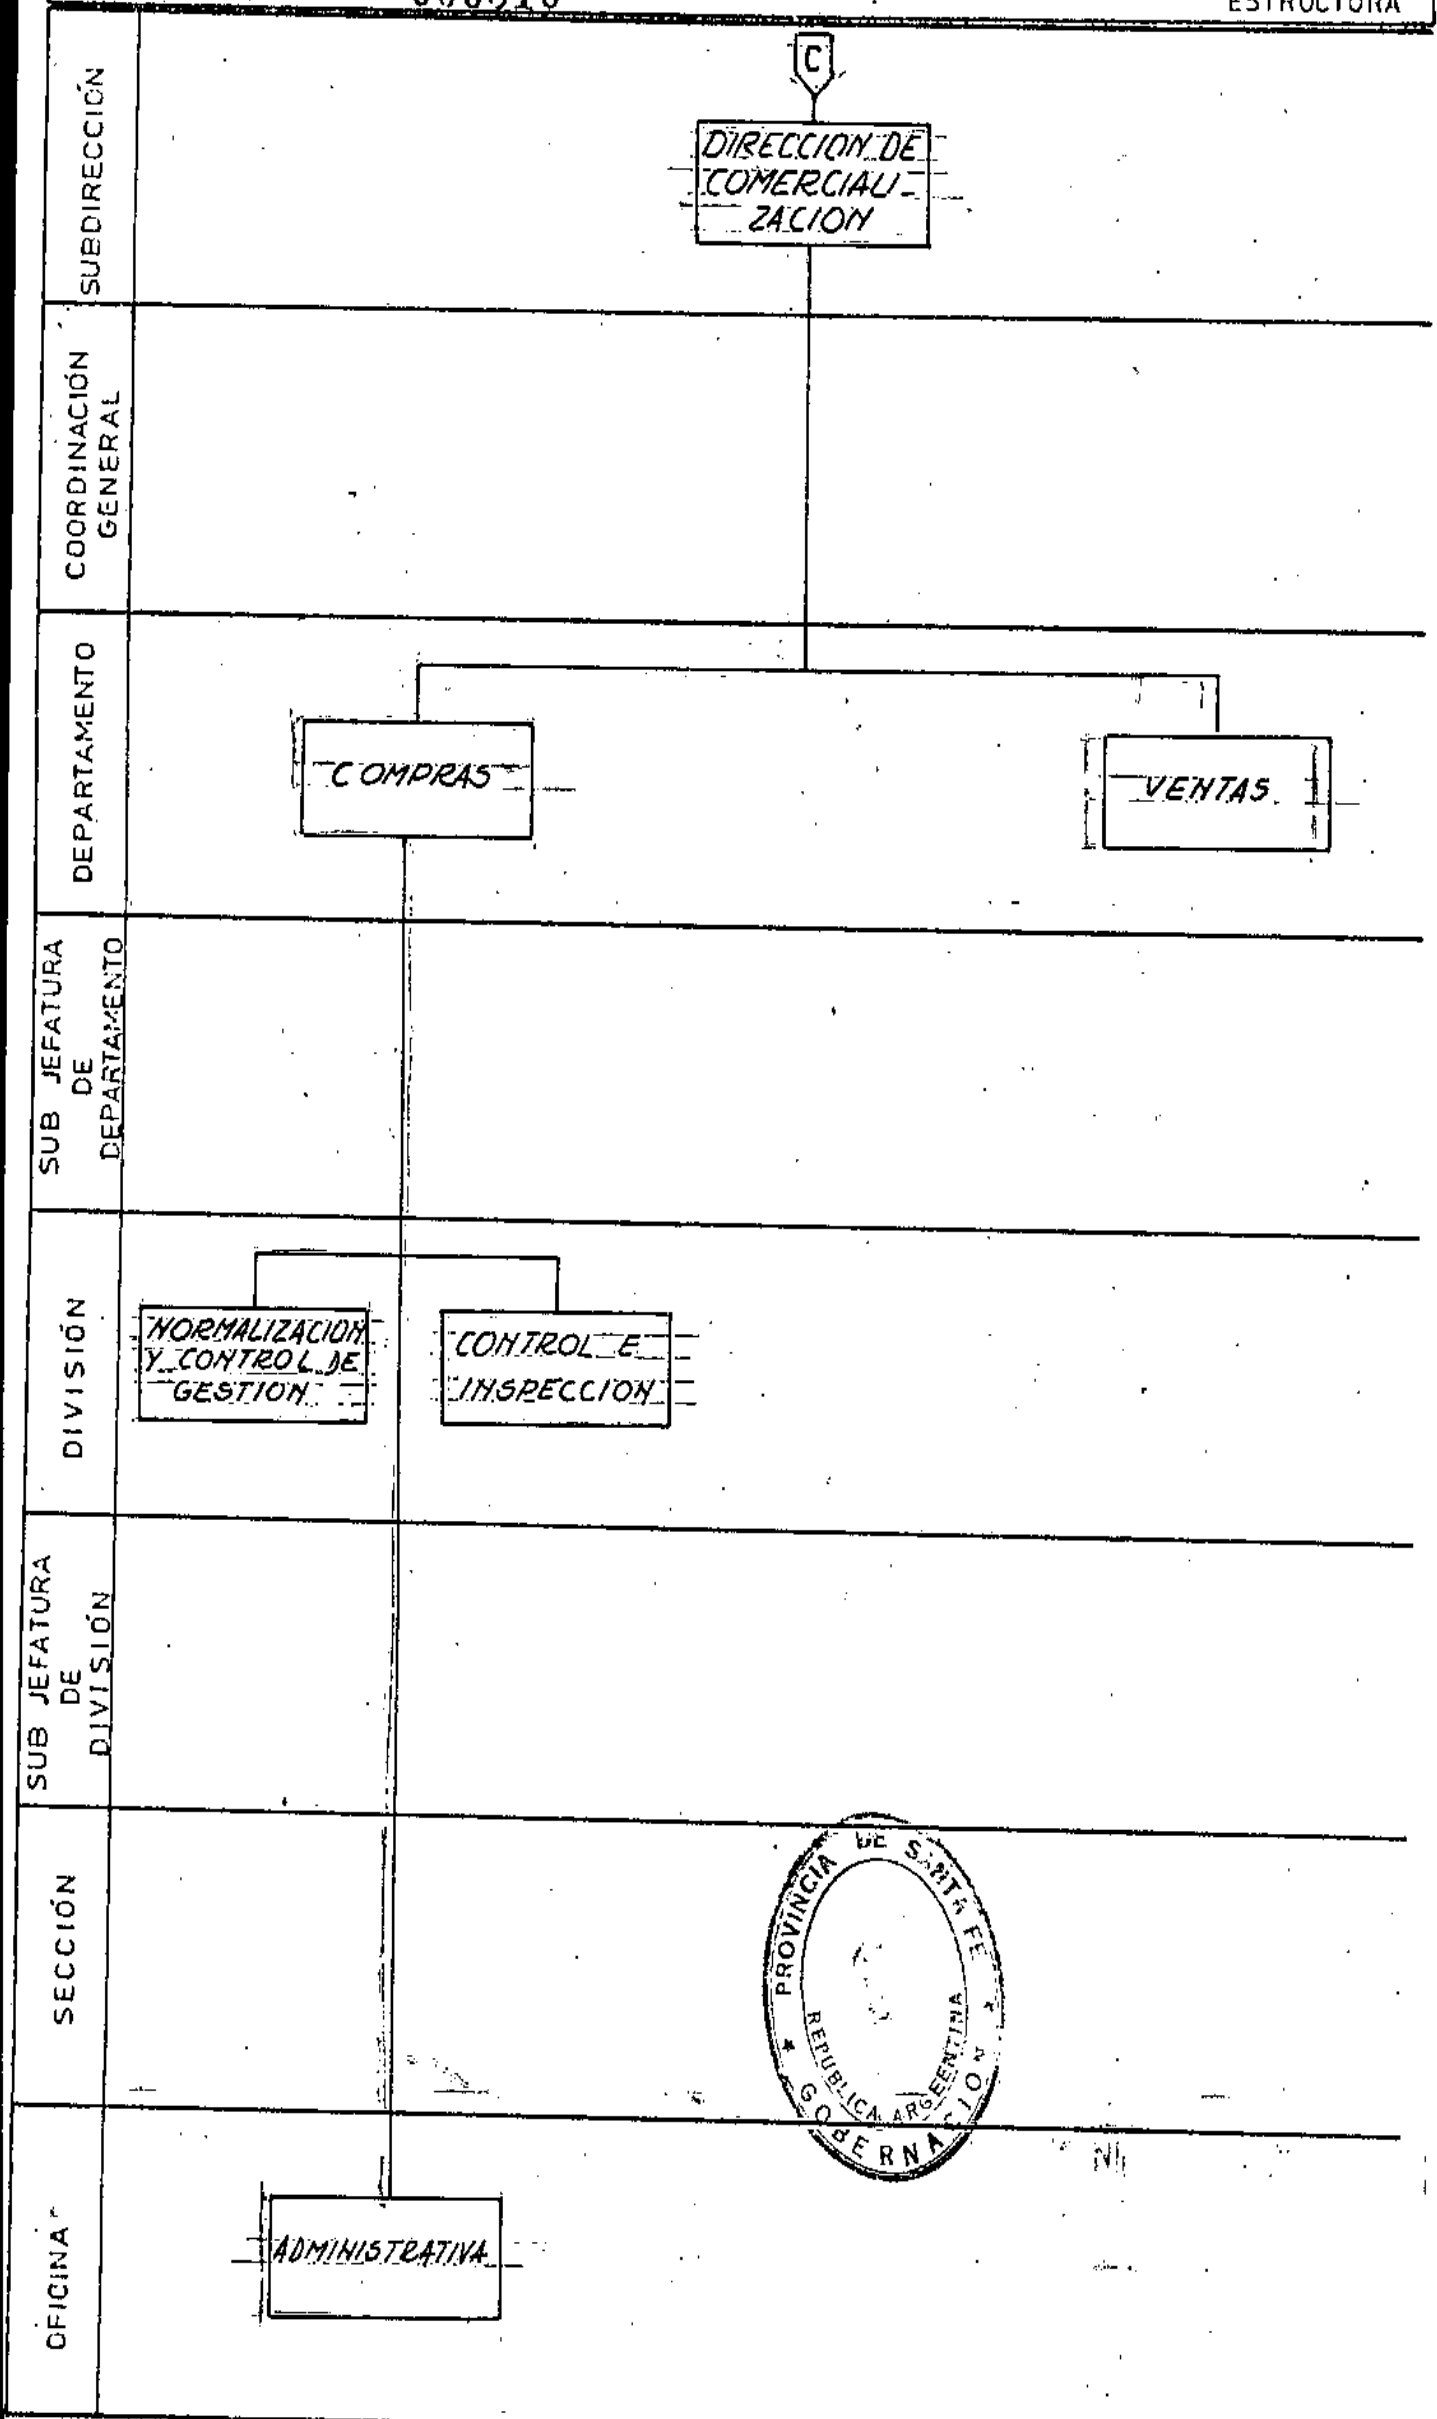 ESTRUCTURA
C
SUBDIRECCIÓN
DIRECCION DE
COMERCIALI-
ZACION
COORDINACIÓN
GENERAL
DEPARTAMENTO
COMPRAS
VENTAS
SUB JEFATURA
DE
DEPARTAMENTO
DIVISIÓN
NORMALIZACION
Y CONTROL DE
GESTION
CONTROL E
INSPECCION
SUB JEFATURA
DE
DIVISIÓN
SECCIÓN
PROVINCIA DE SANTA FE
REPUBLICA ARGEENTINA
GOBERNACION
OFICINA
ADMINISTRATIVA